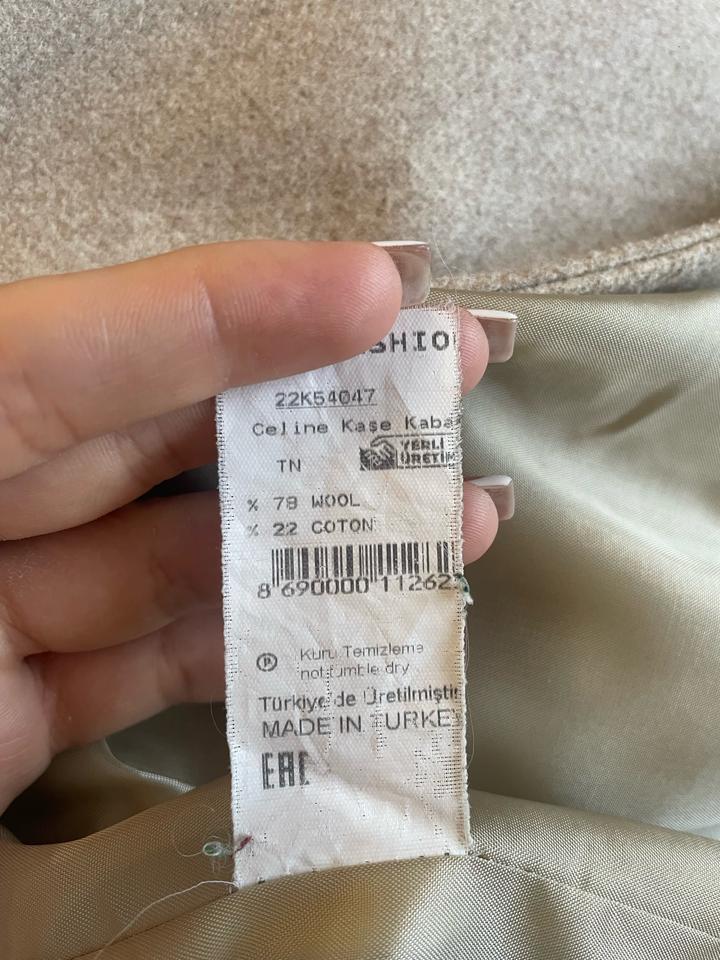 SHIO
22K54047
Celine Kaşe Kaba
YERLİ
ÜRETİM
TN
% 78 WOOL
% 22 COTON
8 690000 11262
P Kuru Temizleme
not tumble dry
Türkiye'de Üretilmiştir
MADE IN TURKEY
EAC